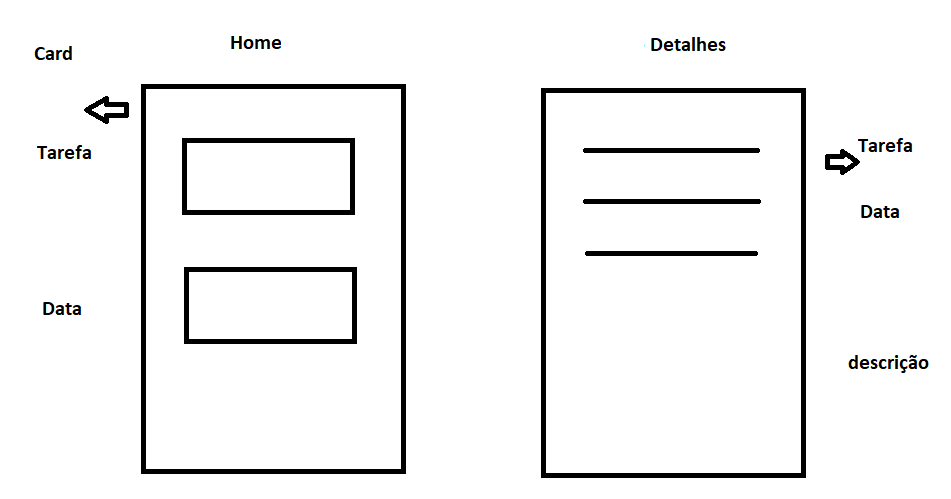 Home
Detalhes
Card
Tarefa
Data
Tarefa
Data
descrição